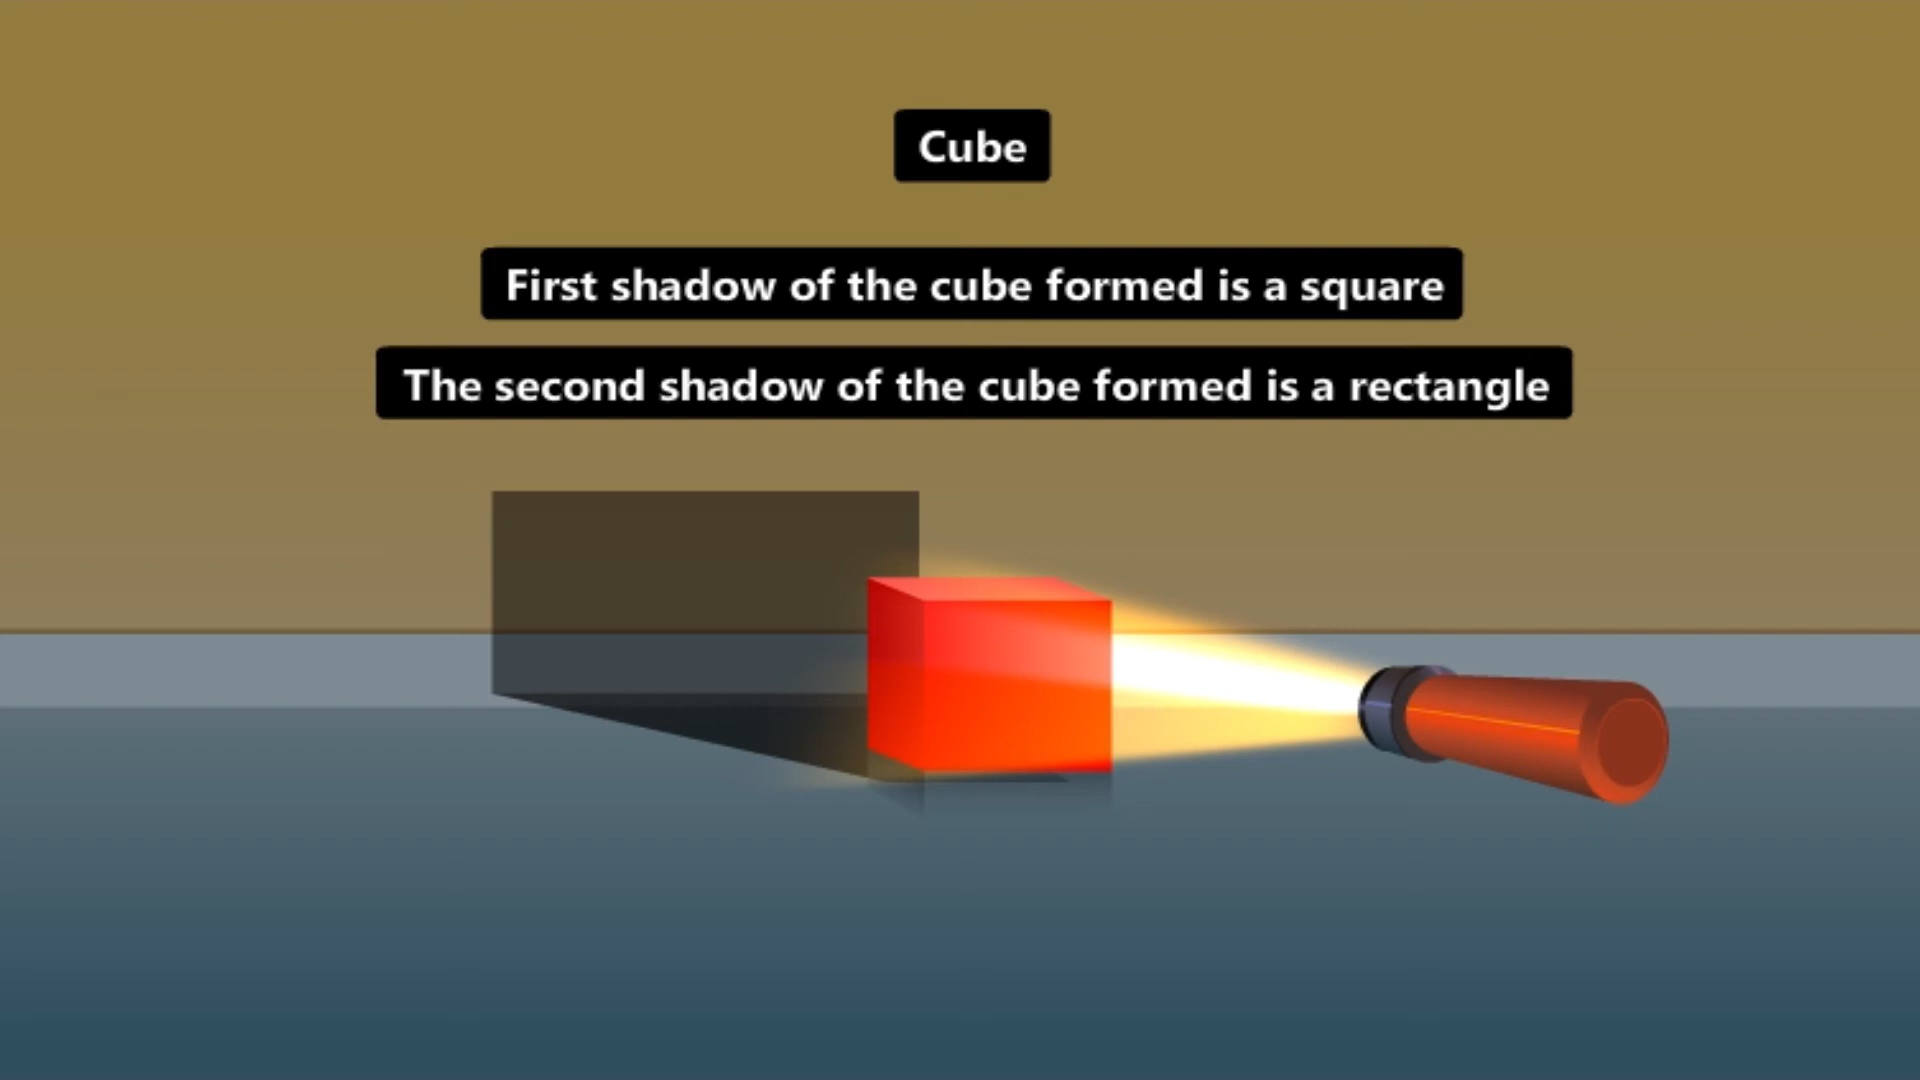 Cube
First shadow of the cube formed is a square
The second shadow of the cube formed is a rectangle